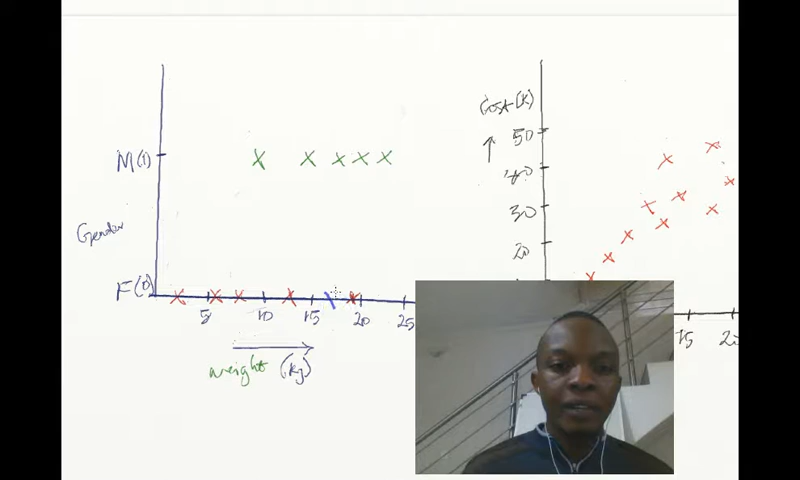 M(1)
Gender
F(0)
5
10
15
20
25
weight (kg)
Cost (K)
50
40
30
20
15